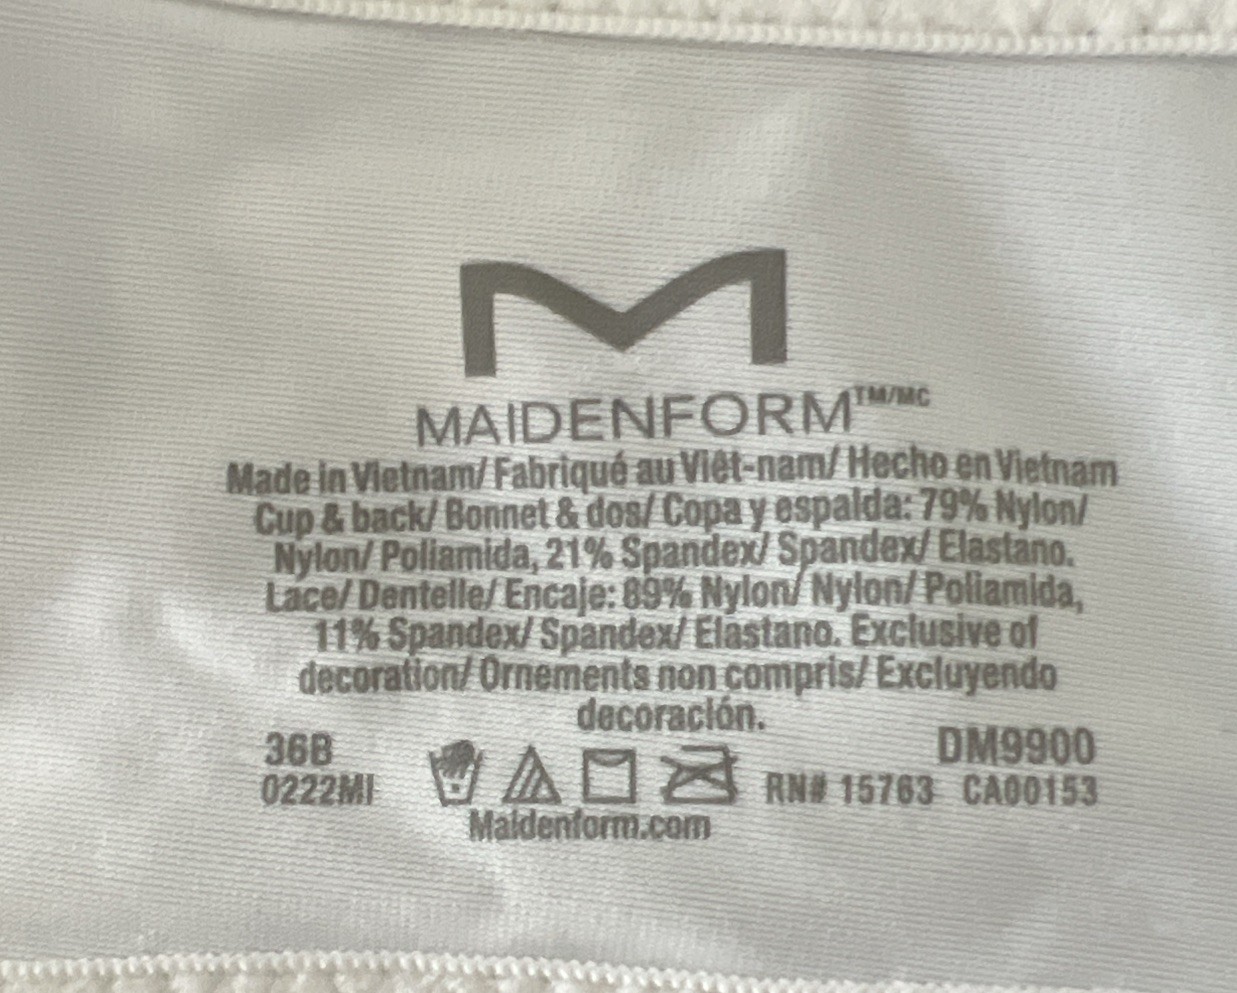 MAIDENFORM™/MC
Made in Vietnam/ Fabriqué au Viêt-nam/ Hecho en Vietnam
Cup & back/ Bonnet & dos/ Copa y espalda: 79% Nylon/
Nylon/ Poliamida, 21% Spandex/ Spandex/ Elastano.
Lace/ Dentelle/ Encaje: 89% Nylon/ Nylon/ Poliamida,
11% Spandex/ Spandex/ Elastano. Exclusive of
decoration/ Ornements non compris/ Excluyendo
decoración.
36B DM9900
0222MI RN# 15763 CA00153
Maidenform.com